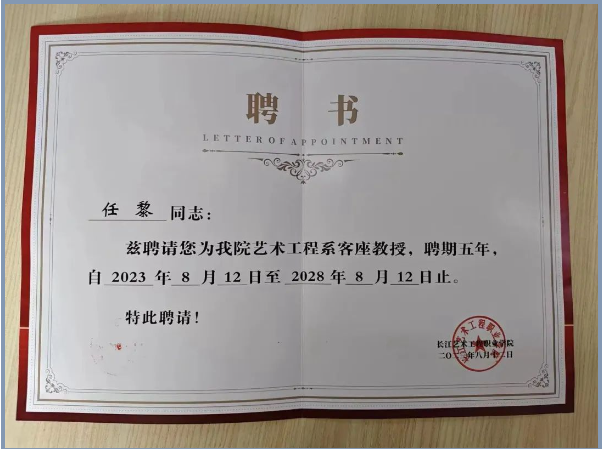 聘 书
LETTER OF APPOINTMENT
任 黎 同志：
兹聘请您为我院艺术工程系客座教授，聘期五年，
自 2023 年 8 月 12 日至 2028 年 8 月 12 日止。
特此聘请！
长江艺术工程职业学院
二〇二三年八月十二日